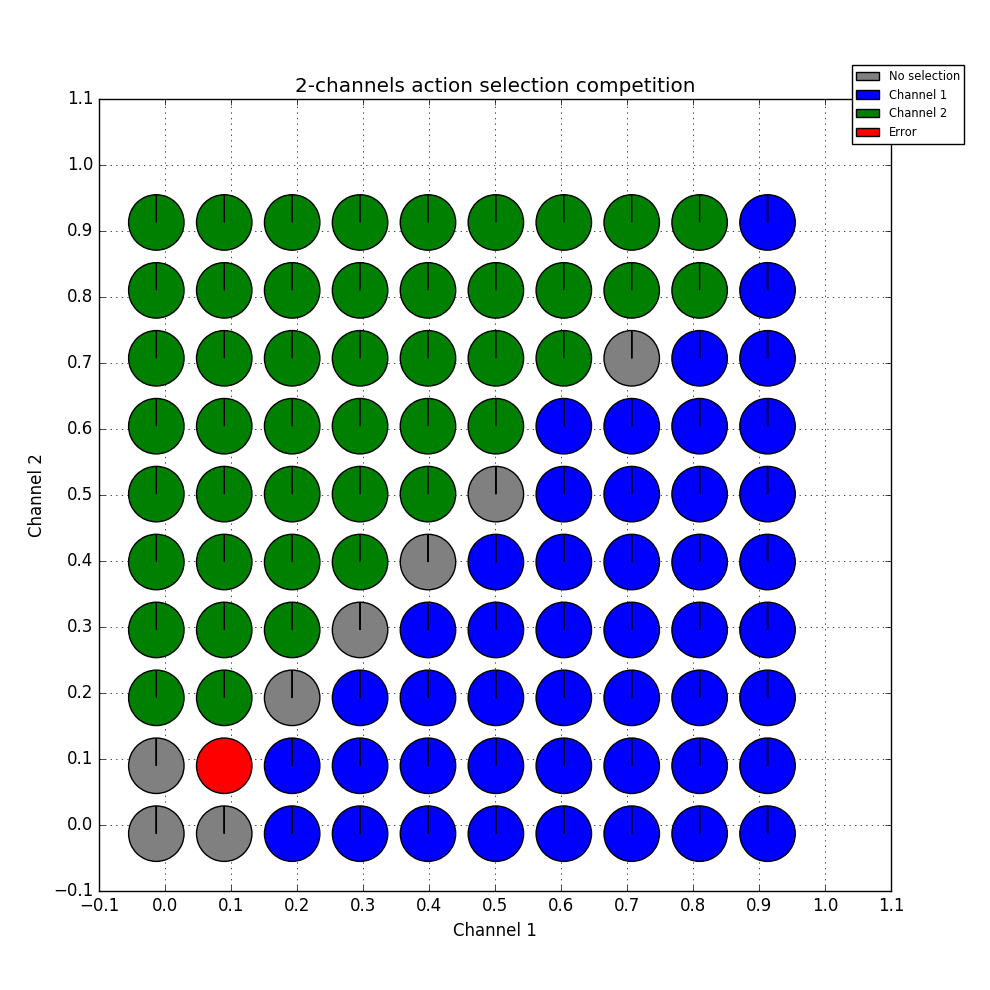 2-channels action selection competition
No selection
Channel 1
Channel 2
Error
1.1
1.0
0.9
0.8
0.7
0.6
0.5
0.4
0.3
0.2
0.1
0.0
−0.1
Channel 2
−0.1 0.0 0.1 0.2 0.3 0.4 0.5 0.6 0.7 0.8 0.9 1.0 1.1
Channel 1